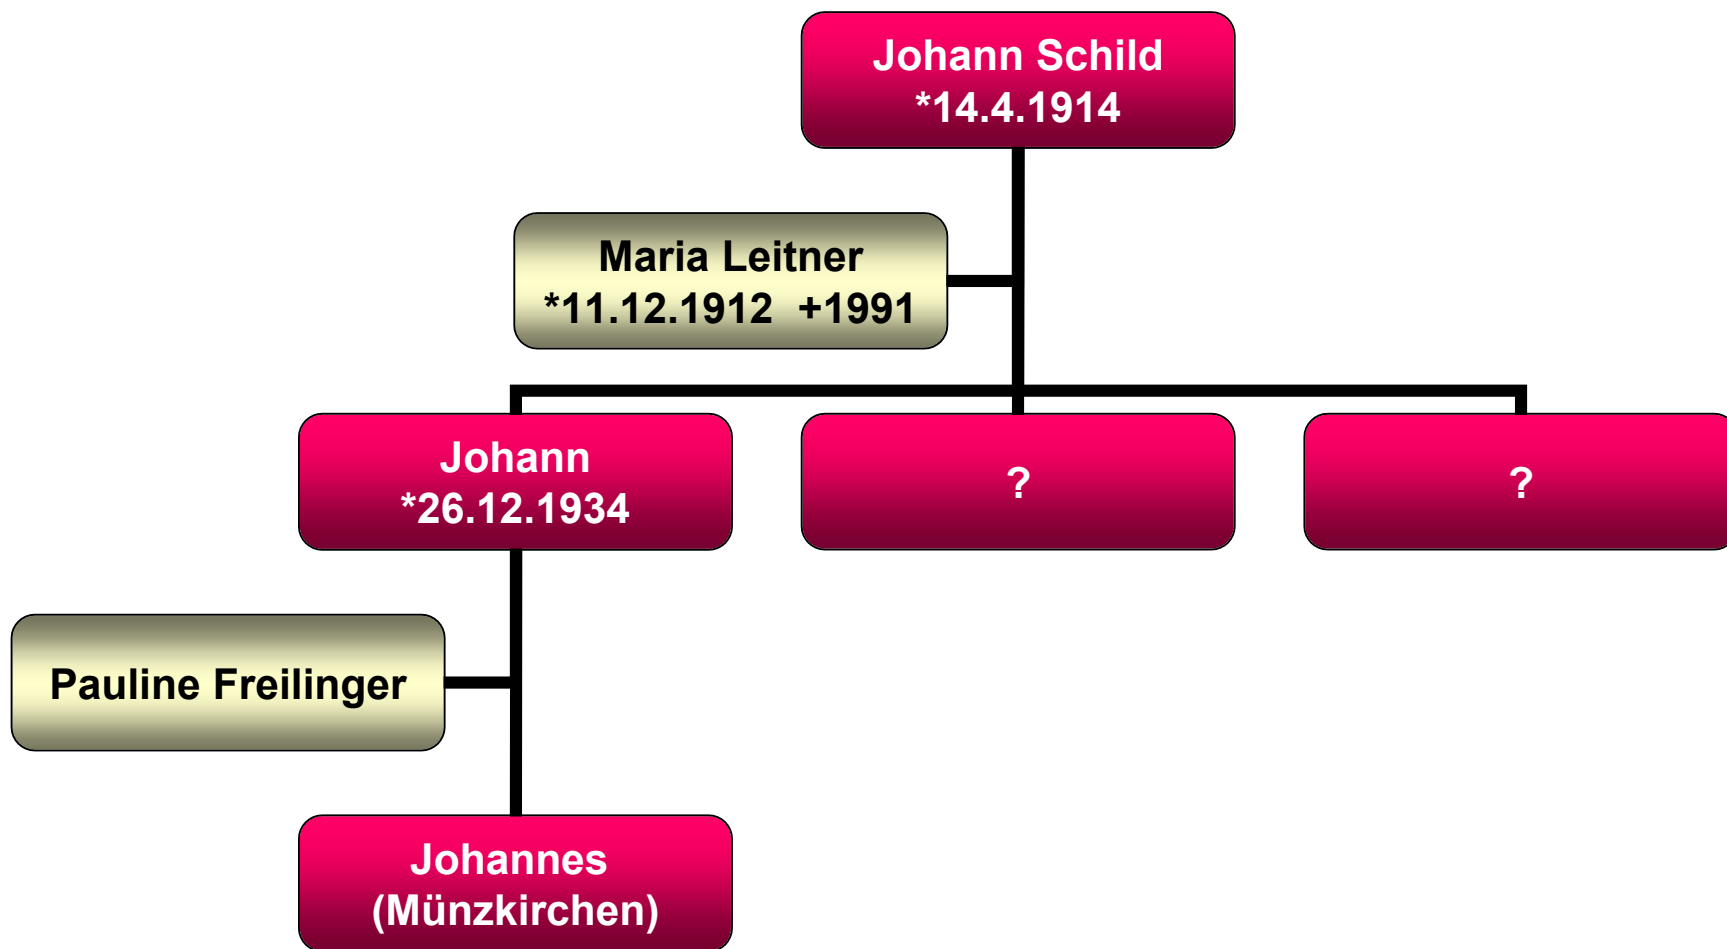 Johann Schild
*14.4.1914
Maria Leitner
*11.12.1912 +1991
Johann
*26.12.1934
?
?
Pauline Freilinger
Johannes
(Münzkirchen)